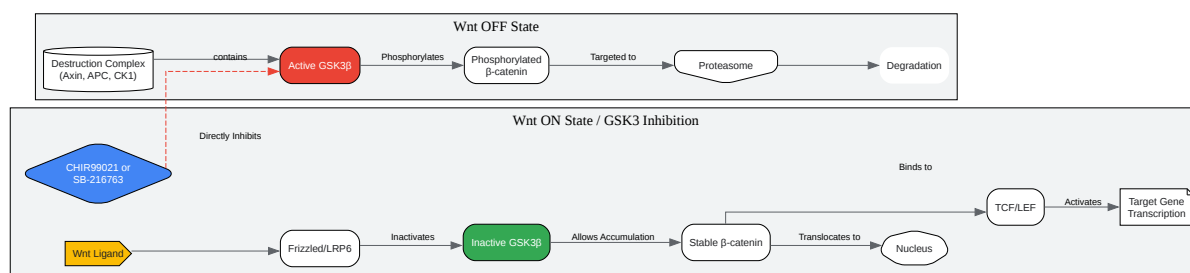 Wnt OFF State
Destruction Complex
(Axin, APC, CK1)
contains
Active GSK3β
Phosphorylates
Phosphorylated
β-catenin
Targeted to
Proteasome
Degradation
Wnt ON State / GSK3 Inhibition
Directly Inhibits
CHIR99021 or
SB-216763
Binds to
TCF/LEF
Activates
Target Gene
Transcription
Wnt Ligand
Frizzled/LRP6
Inactivates
Inactive GSK3β
Allows Accumulation
Stable β-catenin
Translocates to
Nucleus